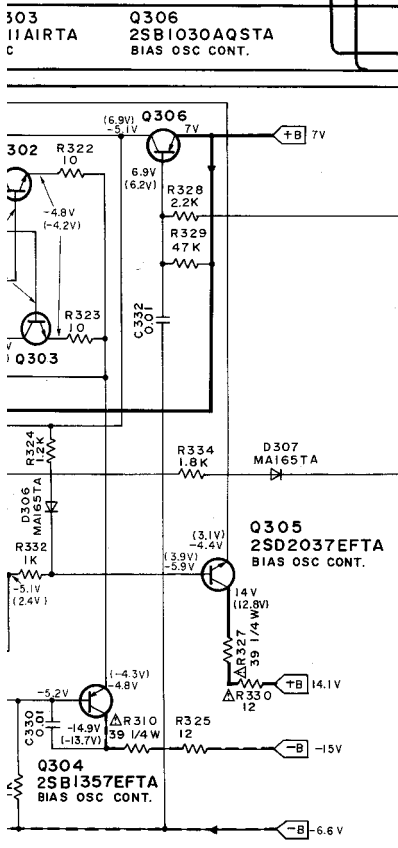 303
11AIRTA
C
Q306
2SB1030AQSTA
BIAS OSC CONT.
Q306
(6.9V)
-5.1V
7V
+B 7V
302
R322
10
6.9V
(6.2V)
R328
2.2K
-4.8V
(-4.2V)
R329
47K
R323
10
C332
0.01
Q303
R324
1.2K
R334
1.8K
D307
MA165TA
D306
MA165TA
Q305
2SD2037EFTA
BIAS OSC CONT.
(3.1V)
-4.4V
(3.9V)
-5.9V
R332
1K
-5.1V
(2.4V)
14V
(12.8V)
R327
39 1/4W
+B 14.1V
R330
12
(-4.3V)
-4.8V
-5.2V
C330
0.01
-14.9V
(-13.7V)
R310
39 1/4W
R325
12
-B -15V
Q304
2SB1357EFTA
BIAS OSC CONT.
-B -6.6V